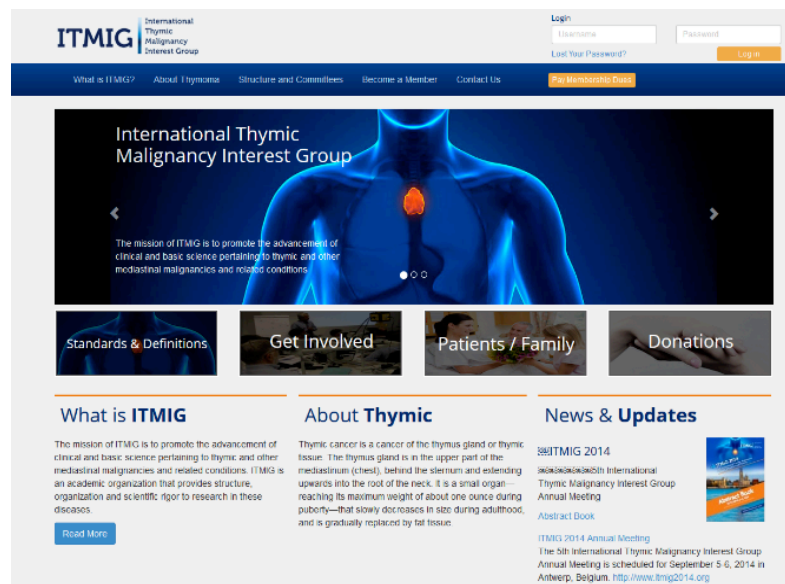 ITMIG
International
Thymic
Malignancy
Interest Group
Login
Username
Password
Lost Your Password?
Log in
What is ITMIG?
About Thymoma
Structure and Committees
Become a Member
Contact Us
Pay Membership Dues
International Thymic
Malignancy Interest Group
The mission of ITMIG is to promote the advancement of
clinical and basic science pertaining to thymic and other
mediastinal malignancies and related conditions.
Standards & Definitions
Get Involved
Patients / Family
Donations
What is ITMIG
The mission of ITMIG is to promote the advancement of
clinical and basic science pertaining to thymic and other
mediastinal malignancies and related conditions. ITMIG is
an academic organization that provides structure,
organization and scientific rigor to research in these
diseases.
Read More
About Thymic
Thymic cancer is a cancer of the thymus gland or thymic
tissue. The thymus gland is in the upper part of the
mediastinum (chest), behind the sternum and extending
upwards into the root of the neck. It is a small organ—
reaching its maximum weight of about one ounce during
puberty—that slowly decreases in size during adulthood,
and is gradually replaced by fat tissue.
News & Updates
ITMIG 2014
5th International
Thymic Malignancy Interest Group
Annual Meeting
Abstract Book
ITMIG 2014
Abstract Book
ITMIG 2014 Annual Meeting
The 5th International Thymic Malignancy Interest Group
Annual Meeting is scheduled for September 5-6, 2014 in
Antwerp, Belgium. http://www.itmig2014.org